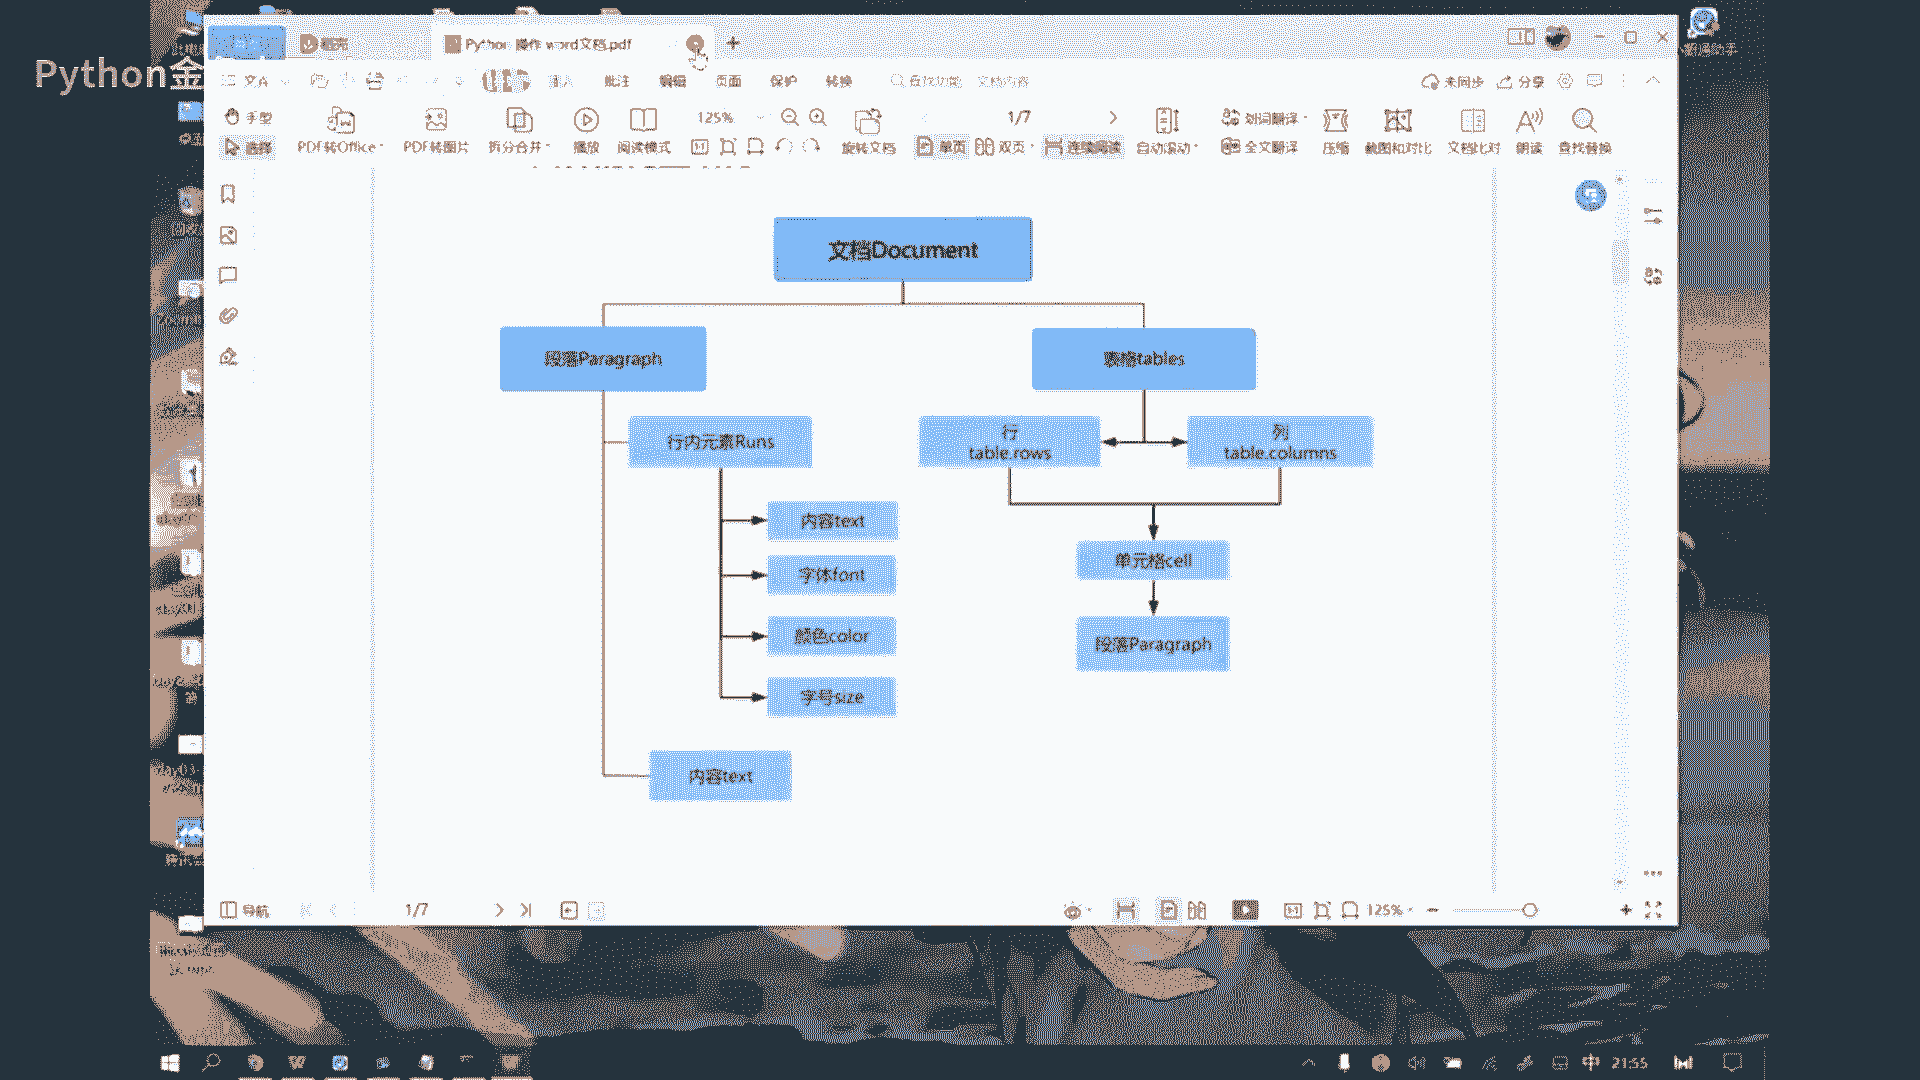 Python金
稻壳
Python 操作 word文档.pdf
批注
编辑
页面
保护
转换
查找功能
文档内容
未同步
分享
手型
125%
1/7
划词翻译
选择
PDF转Office
PDF转图片
拆分合并
播放
阅读模式
旋转文档
单页
双页
连续阅读
自动滚动
全文翻译
压缩
截图和对比
文档比对
朗读
查找替换
文档Document
段落Paragraph
表格tables
行内元素Runs
行
table.rows
列
table.columns
内容text
字体font
单元格cell
颜色color
段落Paragraph
字号size
内容text
导航
1/7
125%
中
21:55